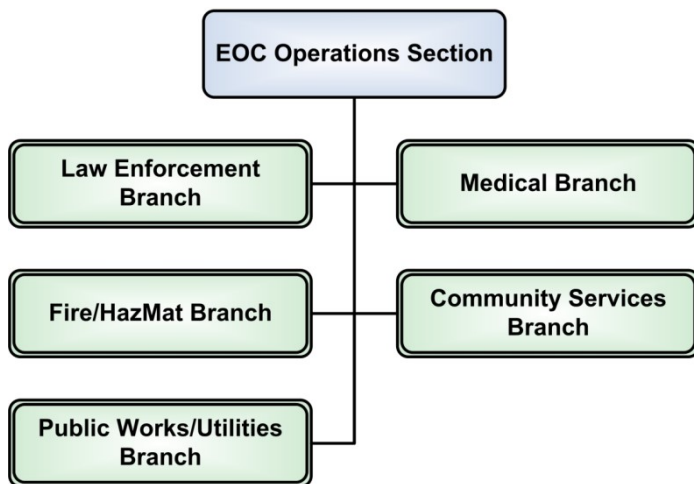 EOC Operations Section
Law Enforcement
Branch
Medical Branch
Fire/HazMat Branch
Community Services
Branch
Public Works/Utilities
Branch